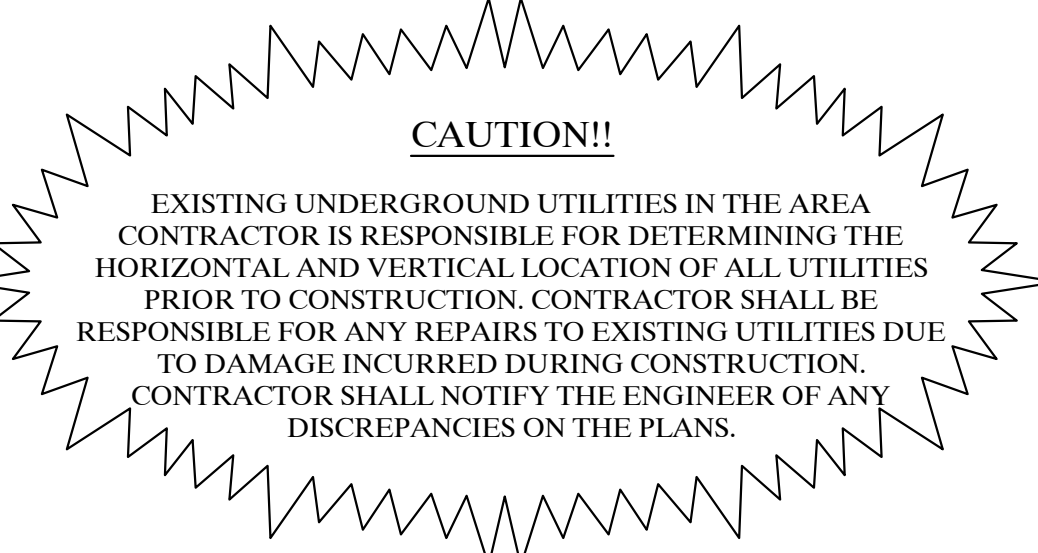 CAUTION!!
EXISTING UNDERGROUND UTILITIES IN THE AREA
CONTRACTOR IS RESPONSIBLE FOR DETERMINING THE
HORIZONTAL AND VERTICAL LOCATION OF ALL UTILITIES
PRIOR TO CONSTRUCTION. CONTRACTOR SHALL BE
RESPONSIBLE FOR ANY REPAIRS TO EXISTING UTILITIES DUE
TO DAMAGE INCURRED DURING CONSTRUCTION.
CONTRACTOR SHALL NOTIFY THE ENGINEER OF ANY
DISCREPANCIES ON THE PLANS.